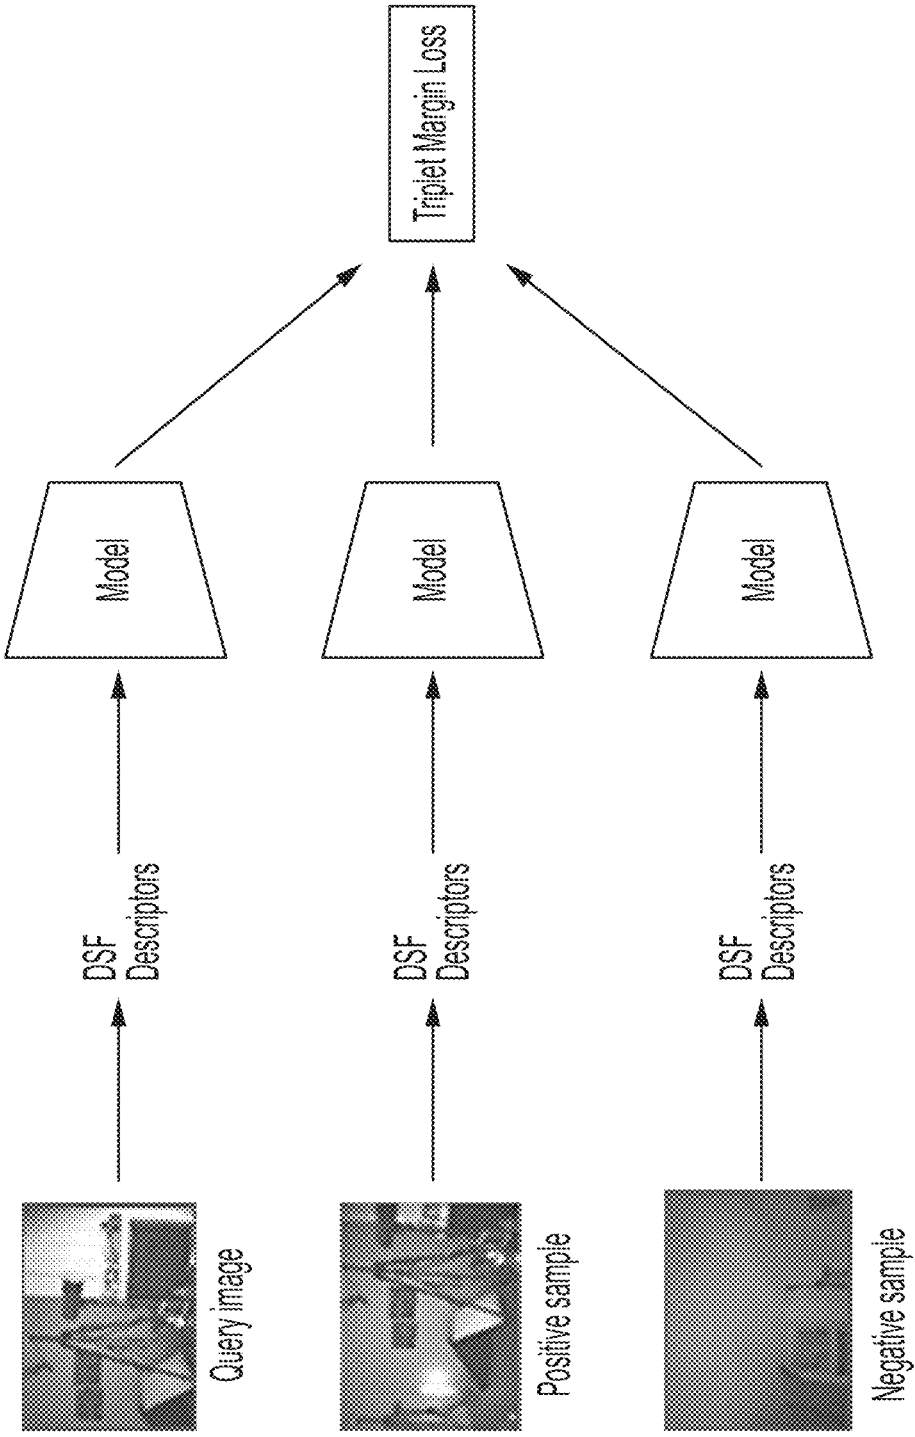 Query image
DSF
Descriptors
Model
Positive sample
DSF
Descriptors
Model
Negative sample
DSF
Descriptors
Model
Triplet Margin Loss